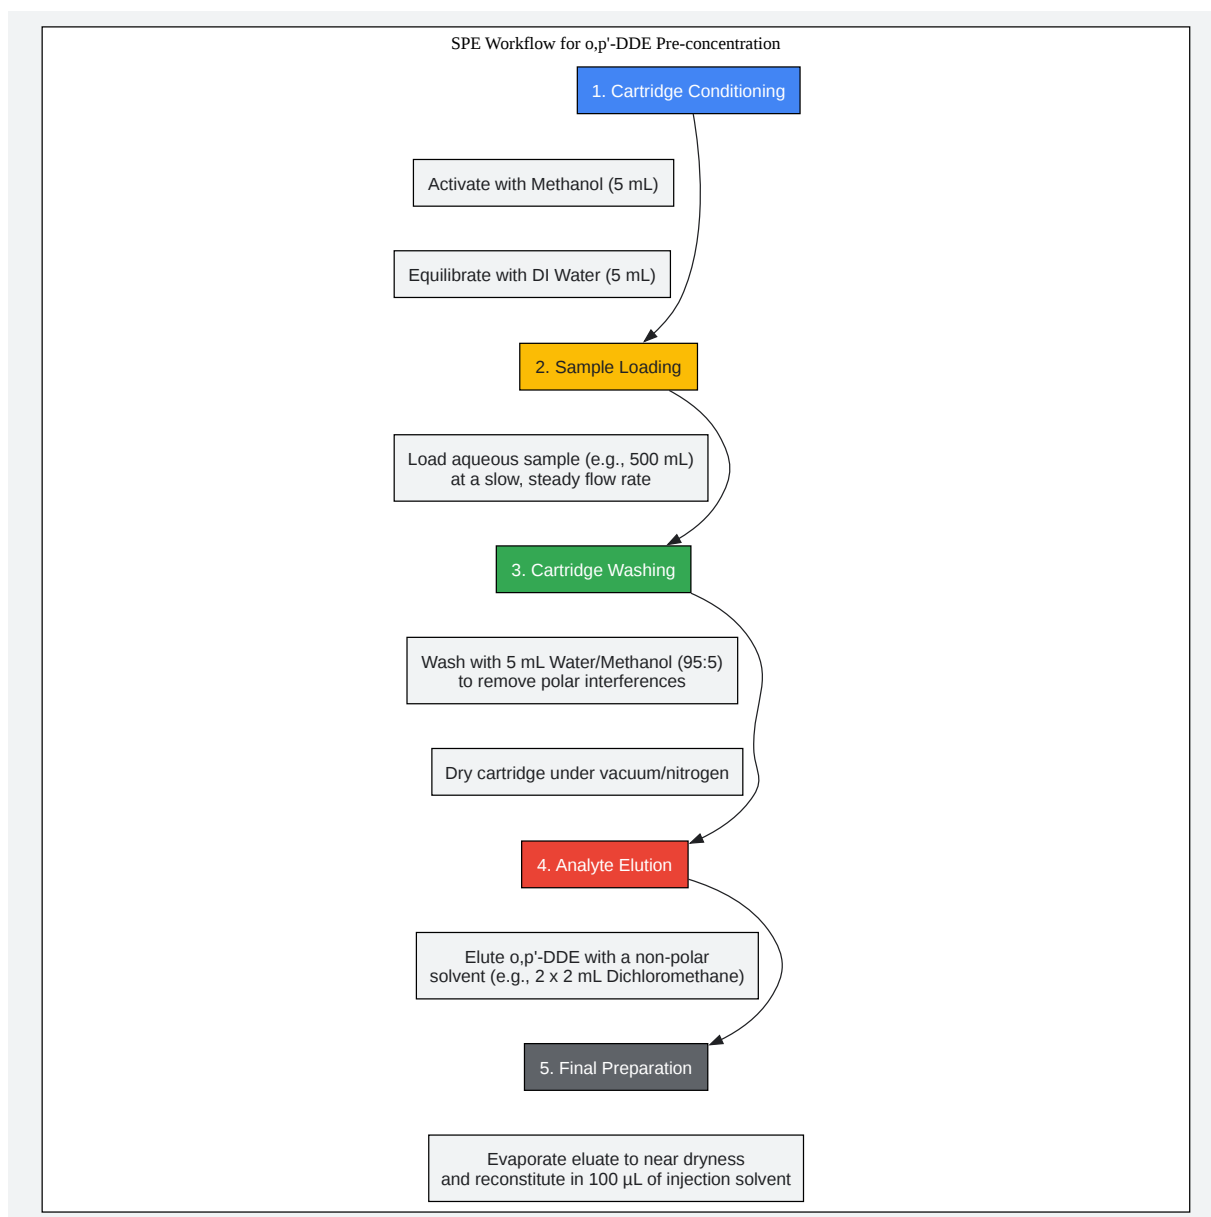 SPE Workflow for o,p'-DDE Pre-concentration
1. Cartridge Conditioning
Activate with Methanol (5 mL)
Equilibrate with DI Water (5 mL)
2. Sample Loading
Load aqueous sample (e.g., 500 mL)
at a slow, steady flow rate
3. Cartridge Washing
Wash with 5 mL Water/Methanol (95:5)
to remove polar interferences
Dry cartridge under vacuum/nitrogen
4. Analyte Elution
Elute o,p'-DDE with a non-polar
solvent (e.g., 2 x 2 mL Dichloromethane)
5. Final Preparation
Evaporate eluate to near dryness
and reconstitute in 100 µL of injection solvent